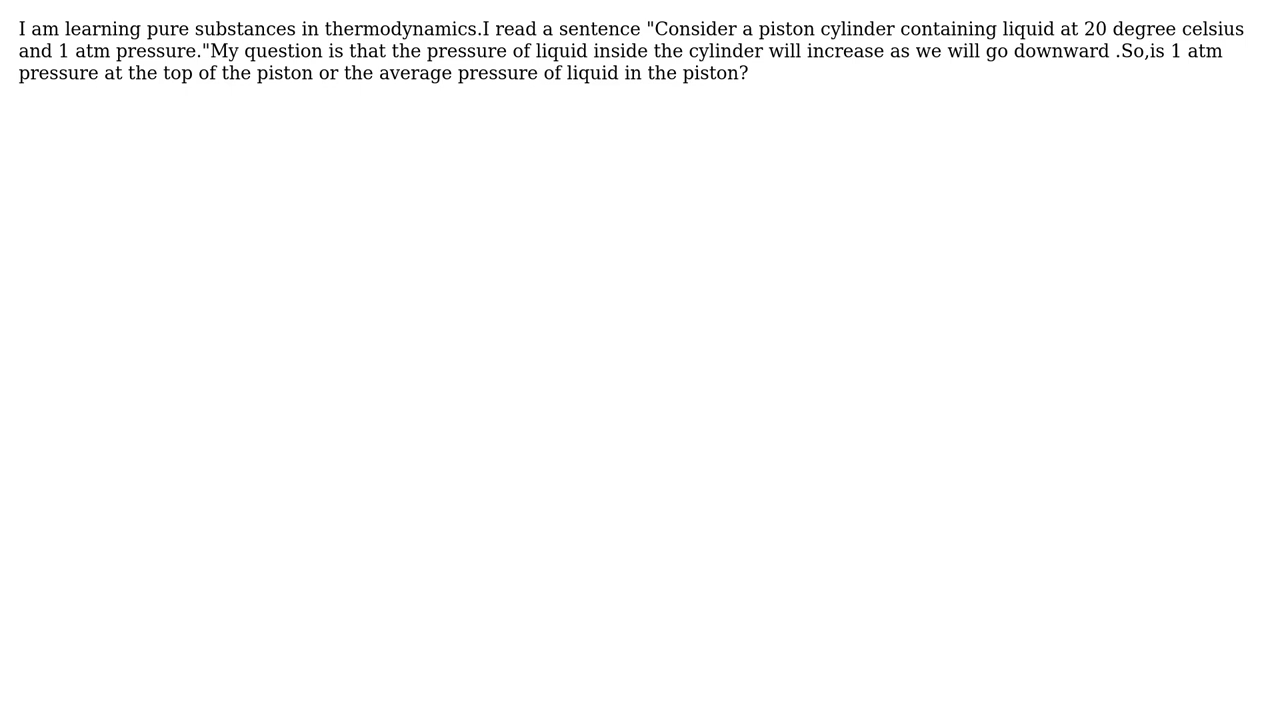 I am learning pure substances in thermodynamics.I read a sentence "Consider a piston cylinder containing liquid at 20 degree celsius
and 1 atm pressure."My question is that the pressure of liquid inside the cylinder will increase as we will go downward .So,is 1 atm
pressure at the top of the piston or the average pressure of liquid in the piston?